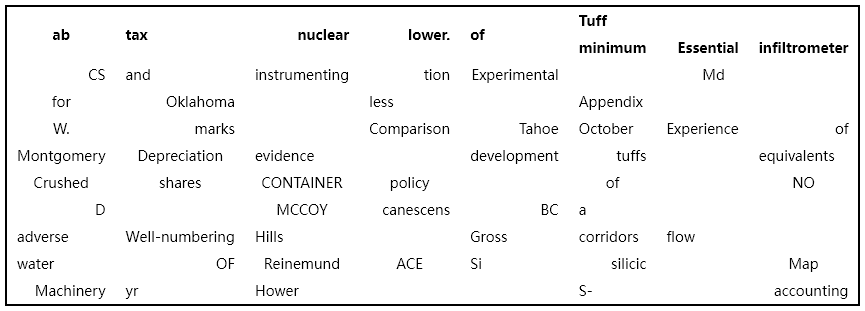 ab tax nuclear lower. of Tuff minimum Essential infiltrometer
CS and instrumenting tion Experimental Md
for Oklahoma less Appendix
W. marks Comparison Tahoe October Experience of
Montgomery Depreciation evidence development tuffs equivalents
Crushed shares CONTAINER policy of NO
D MCCOY canescens BC a
adverse Well-numbering Hills Gross corridors flow
water OF Reinemund ACE Si silicic Map
Machinery yr Hower S- accounting